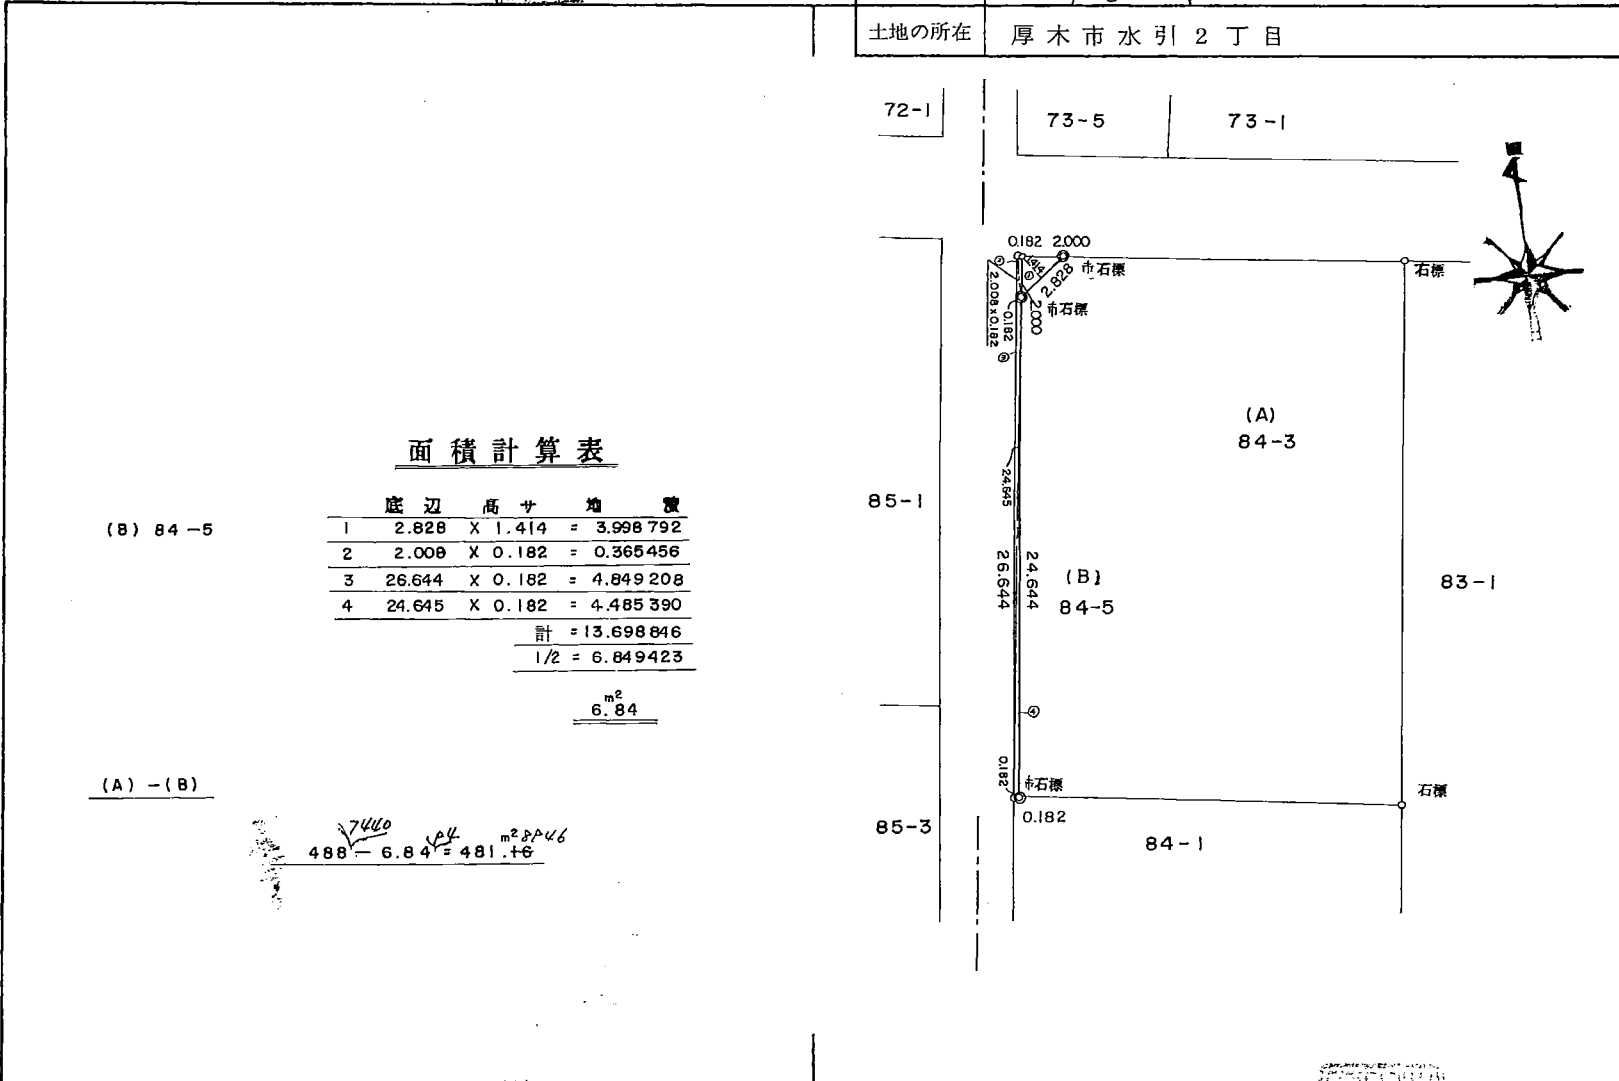 土地の所在 厚木市水引2丁目
72-1
73-5
73-1
0.182 2.000
市石標
石標
1.414
2.828
市石標
2.008×0.182
0.182
2.000
24.645
(A)
84-3
85-1
26.644
24.644
(B)
84-5
83-1
0.182
市石標
0.182
石標
85-3
84-1
面積計算表
底辺 高サ 地積
(B) 84-5
1 2.828 × 1.414 = 3.998792
2 2.008 × 0.182 = 0.365456
3 26.644 × 0.182 = 4.849208
4 24.645 × 0.182 = 4.485390
計 = 13.698846
1/2 = 6.849423
m2
6.84
(A) - (B)
7440
488 - 6.84 = 481.16